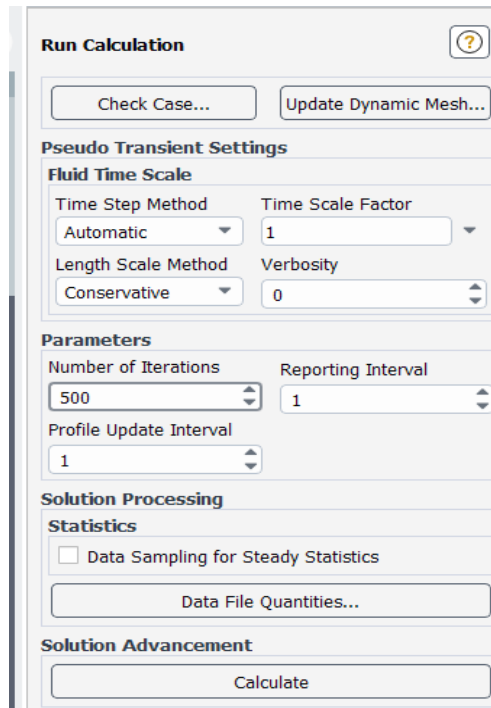 Run Calculation
?
Check Case... Update Dynamic Mesh...
Pseudo Transient Settings
Fluid Time Scale
Time Step Method Time Scale Factor
Automatic 1
Length Scale Method Verbosity
Conservative 0
Parameters
Number of Iterations Reporting Interval
500 1
Profile Update Interval
1
Solution Processing
Statistics
Data Sampling for Steady Statistics
Data File Quantities...
Solution Advancement
Calculate